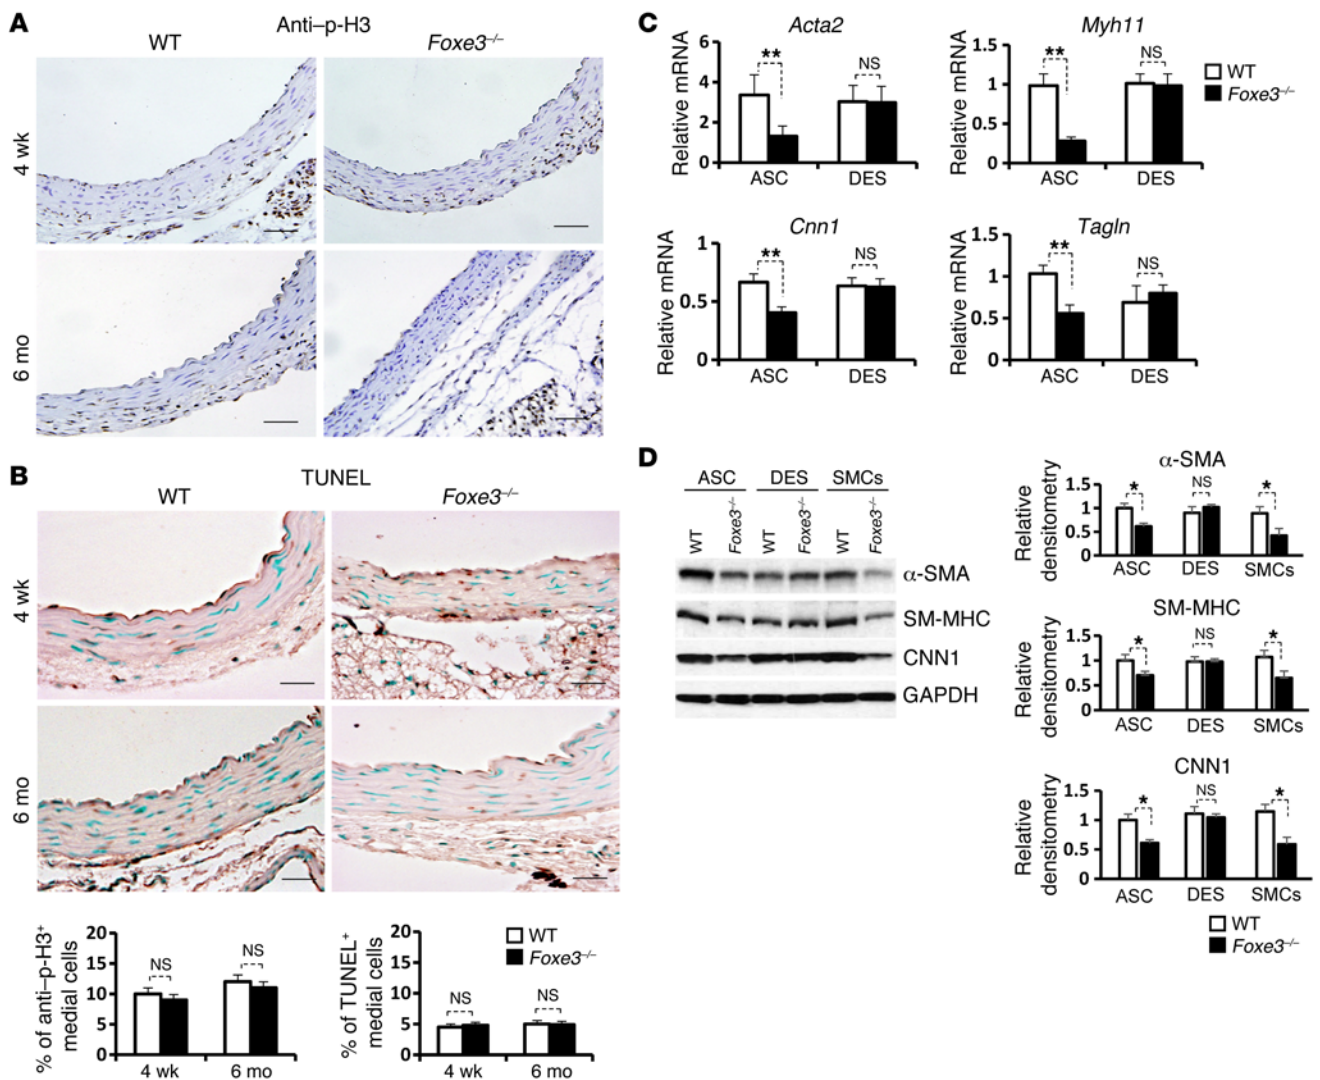 A
Anti–p-H3
WT
Foxe3–/–
4 wk
6 mo
B
TUNEL
WT
Foxe3–/–
4 wk
6 mo
% of anti–p-H3+
medial cells
20
15
10
5
0
NS
NS
4 wk
6 mo
% of TUNEL+
medial cells
20
15
10
5
0
NS
NS
4 wk
6 mo
WT
Foxe3–/–
C
Acta2
Relative mRNA
6
4
2
0
**
NS
ASC
DES
Myh11
Relative mRNA
1.5
1
0.5
0
**
NS
ASC
DES
WT
Foxe3–/–
Cnn1
Relative mRNA
1
0.5
0
**
NS
ASC
DES
Tagln
Relative mRNA
1.5
1
0.5
0
**
NS
ASC
DES
D
ASC DES SMCs
WT Foxe3–/– WT Foxe3–/– WT Foxe3–/–
α-SMA
SM-MHC
CNN1
GAPDH
α-SMA
Relative
densitometry
1.5
1
0.5
0
*
NS
*
ASC
DES
SMCs
SM-MHC
Relative
densitometry
1.5
1
0.5
0
*
NS
*
ASC
DES
SMCs
CNN1
Relative
densitometry
1.5
1
0.5
0
*
NS
*
ASC
DES
SMCs
WT
Foxe3–/–